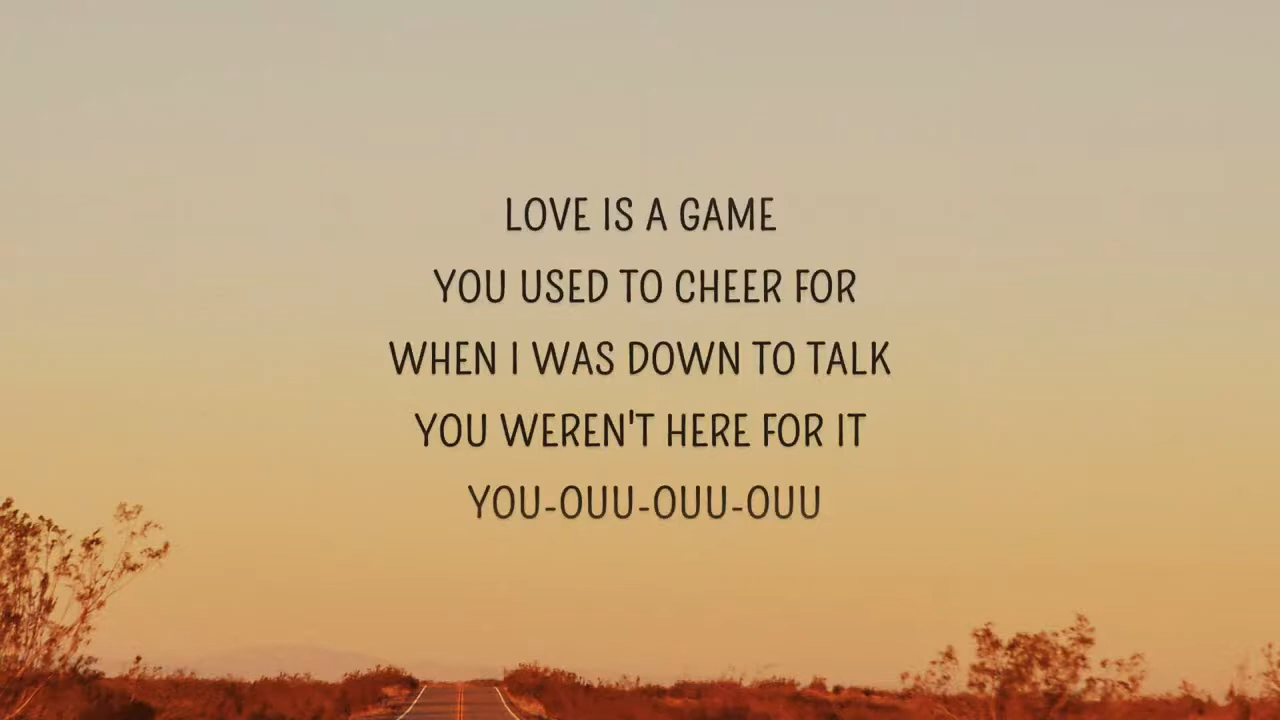 LOVE IS A GAME
YOU USED TO CHEER FOR
WHEN I WAS DOWN TO TALK
YOU WEREN'T HERE FOR IT
YOU-OUU-OUU-OUU